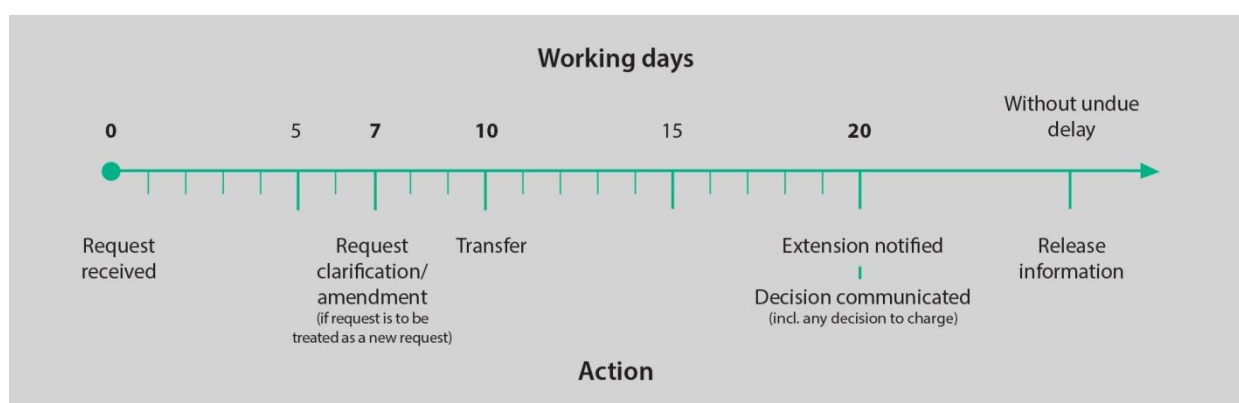 Working days
Without undue
delay
0 5 7 10 15 20
Request
received
Request
clarification/
amendment
(if request is to be
treated as a new request)
Transfer
Extension notified
Decision communicated
(incl. any decision to charge)
Release
information
Action